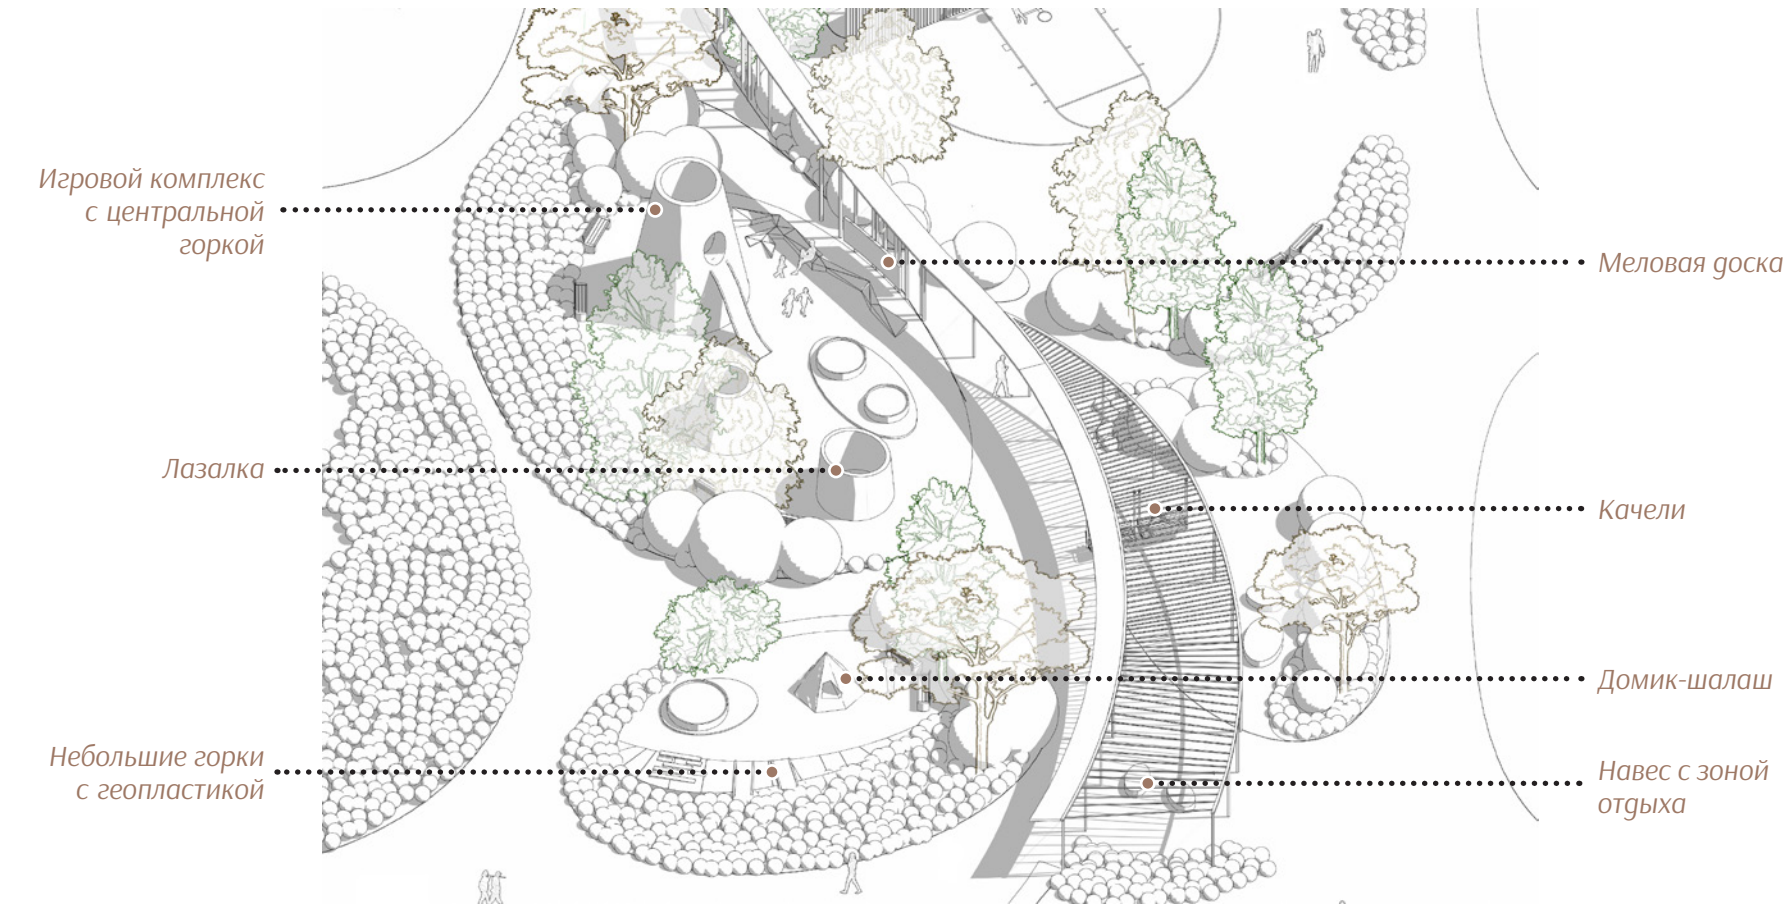 Игровой комплекс
с центральной
горкой
Лазалка
Небольшие горки
с геопластикой
Меловая доска
Качели
Домик-шалаш
Навес с зоной
отдыха